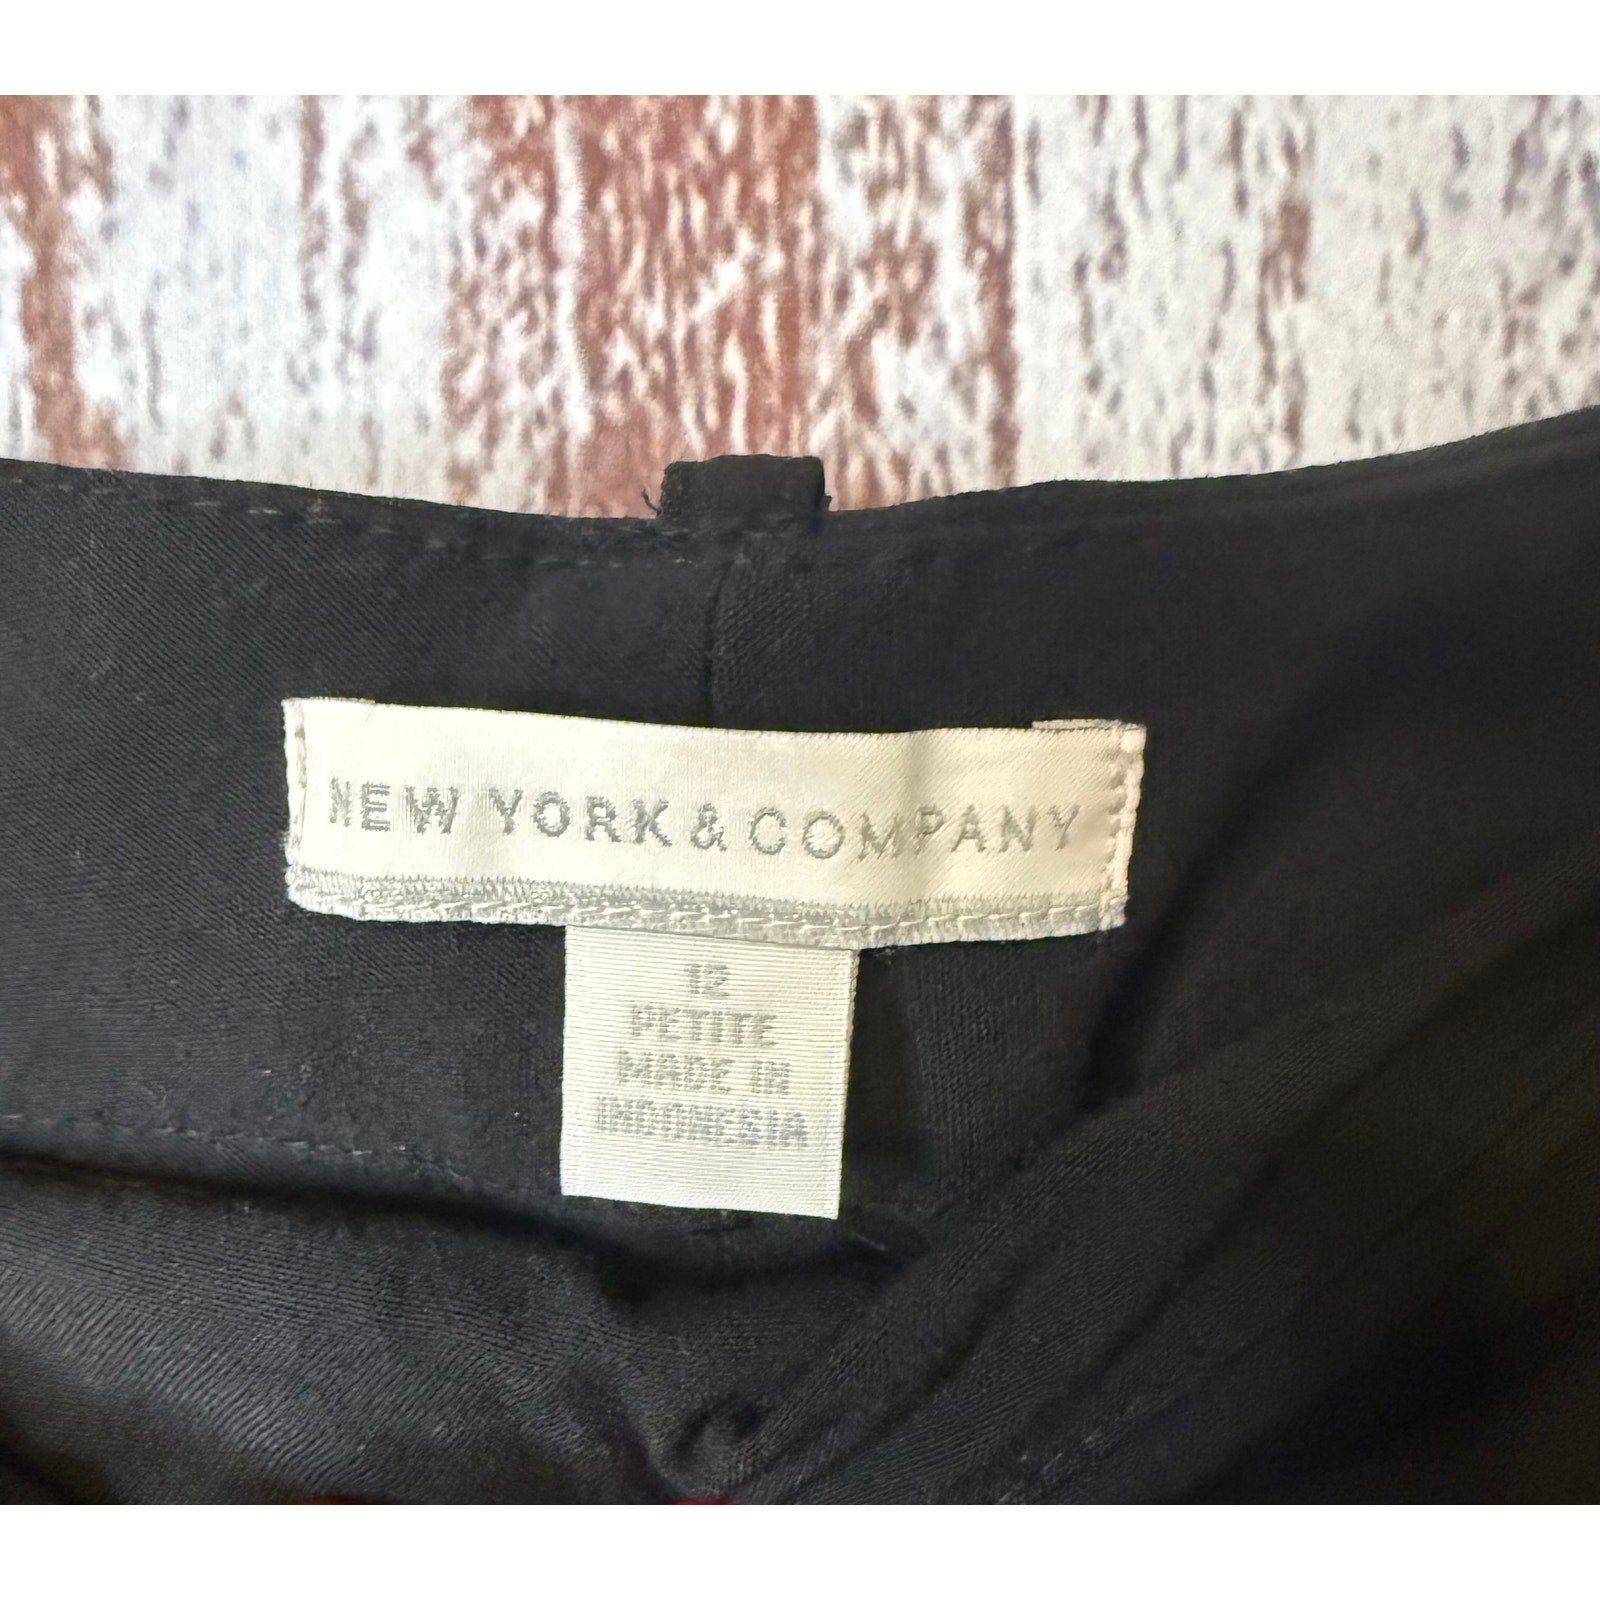 NEW YORK & COMPANY
12
PETITE
MADE IN
INDONESIA